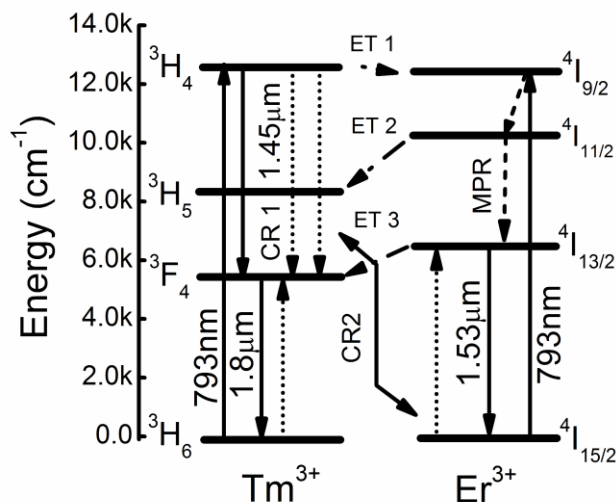 Energy (cm⁻¹)
14.0k
12.0k
10.0k
8.0k
6.0k
4.0k
2.0k
0.0
³H₄
³H₅
³F₄
³H₆
793nm
1.8μm
1.45μm
CR 1
ET 1
ET 2
ET 3
CR2
MPR
1.53μm
793nm
⁴I₉/₂
⁴I₁₁/₂
⁴I₁₃/₂
⁴I₁₅/₂
Tm³⁺
Er³⁺